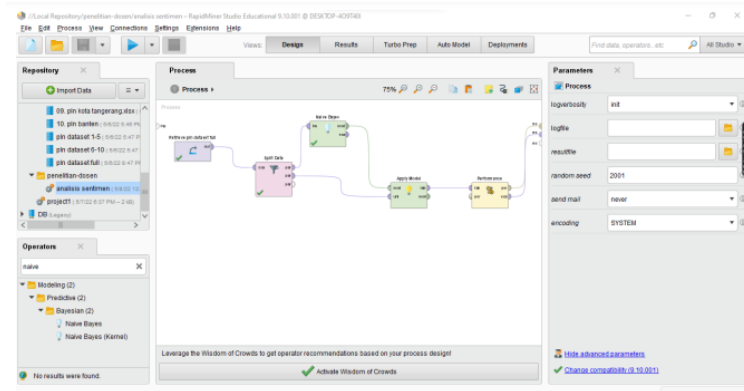 //Local Repository/penelitian-dosen/analisis sentimen – RapidMiner Studio Educational 9.10.001 @ DESKTOP-4OST40I
File Edit Process View Connections Settings Extensions Help
Views: Design Results Turbo Prep Auto Model Deployments
Find data, operators...etc
All Studio
Repository
Import Data
09. pln kota tangerang.xlsx
10. pln banten
pln dataset 1-5
pln dataset 6-10
pln dataset full
penelitian-dosen
analisis sentimen
project1
DB (Legacy)
Operators
naive
Modeling (2)
Predictive (2)
Bayesian (2)
Naive Bayes
Naive Bayes (Kernel)
No results were found.
Process
Process
75%
Process
Retrieve pln dataset full
Split Data
Naive Bayes
Apply Model
Performance
Leverage the Wisdom of Crowds to get operator recommendations based on your process design!
Activate Wisdom of Crowds
Parameters
Process
logverbosity init
logfile
resultfile
random seed 2001
send mail never
encoding SYSTEM
Hide advanced parameters
Change compatibility (9.10.001)